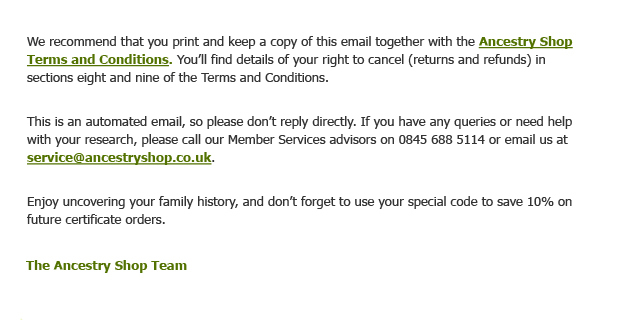 We recommend that you print and keep a copy of this email together with the Ancestry Shop
Terms and Conditions. You’ll find details of your right to cancel (returns and refunds) in
sections eight and nine of the Terms and Conditions.
This is an automated email, so please don’t reply directly. If you have any queries or need help
with your research, please call our Member Services advisors on 0845 688 5114 or email us at
service@ancestryshop.co.uk.
Enjoy uncovering your family history, and don’t forget to use your special code to save 10% on
future certificate orders.
The Ancestry Shop Team